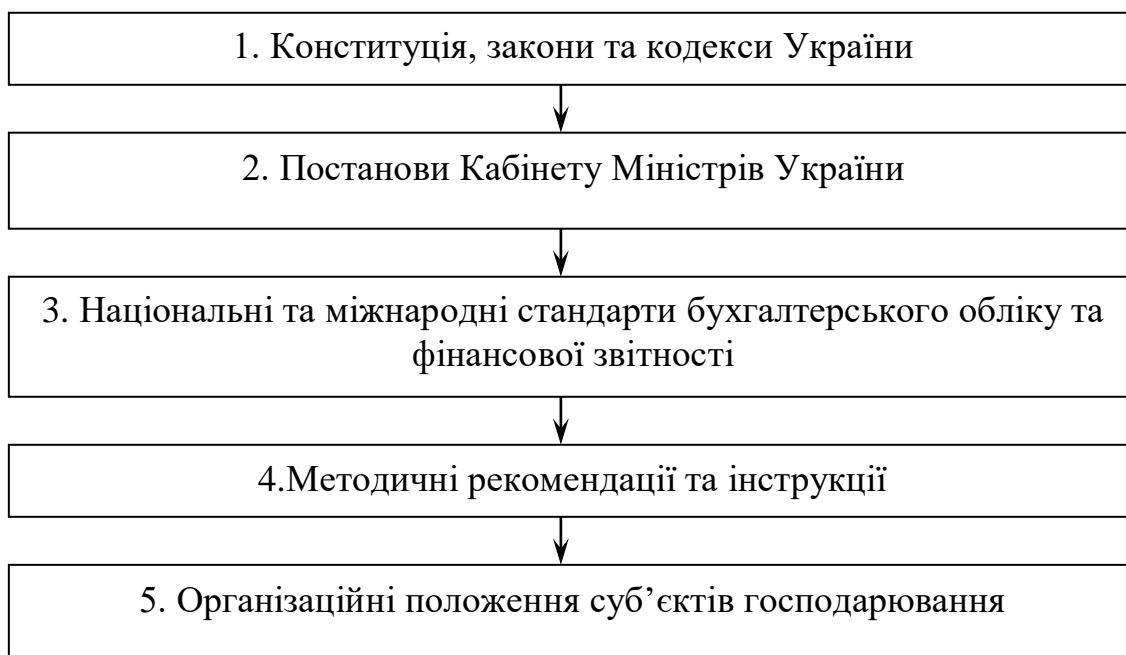 1. Конституція, закони та кодекси України
2. Постанови Кабінету Міністрів України
3. Національні та міжнародні стандарти бухгалтерського обліку та
фінансової звітності
4.Методичні рекомендації та інструкції
5. Організаційні положення суб’єктів господарювання